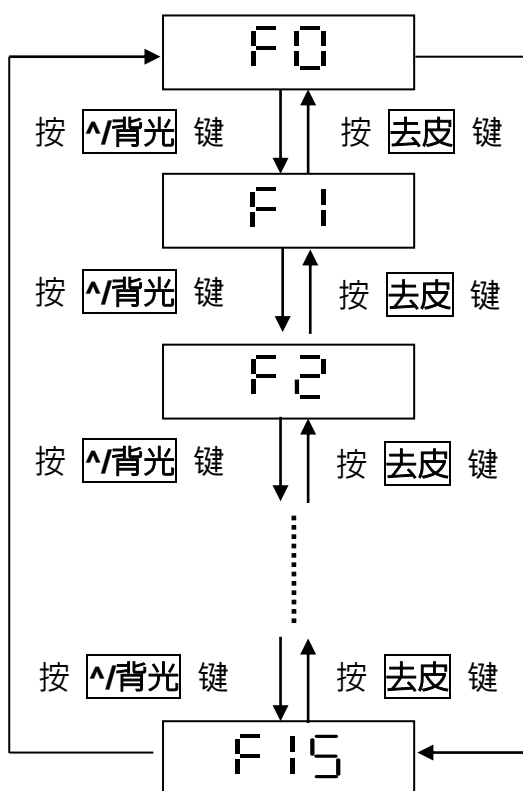 F0
按 ^/背光 键 按 去皮 键
F 1
按 ^/背光 键 按 去皮 键
F2
按 ^/背光 键 按 去皮 键
按 ^/背光 键 按 去皮 键
F15